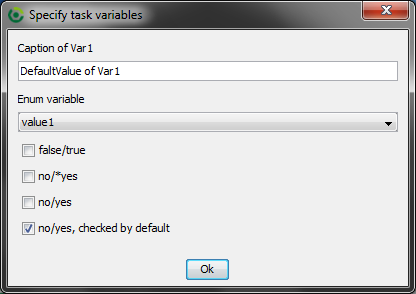 Specify task variables
Caption of Var1
DefaultValue of Var1
Enum variable
value1
false/true
no/*yes
no/yes
no/yes, checked by default
Ok